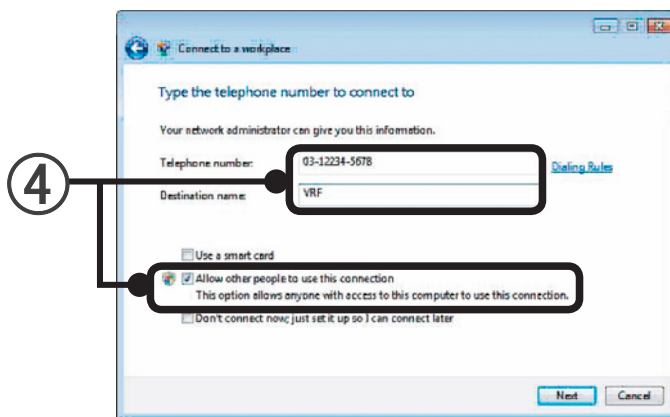 Connect to a workplace
Type the telephone number to connect to
Your network administrator can give you this information.
Telephone number: 03-12234-5678 Dialing Rules
④
Destination name: VRF
Use a smart card
Allow other people to use this connection
This option allows anyone with access to this computer to use this connection.
Don't connect now; just set it up so I can connect later
Next Cancel